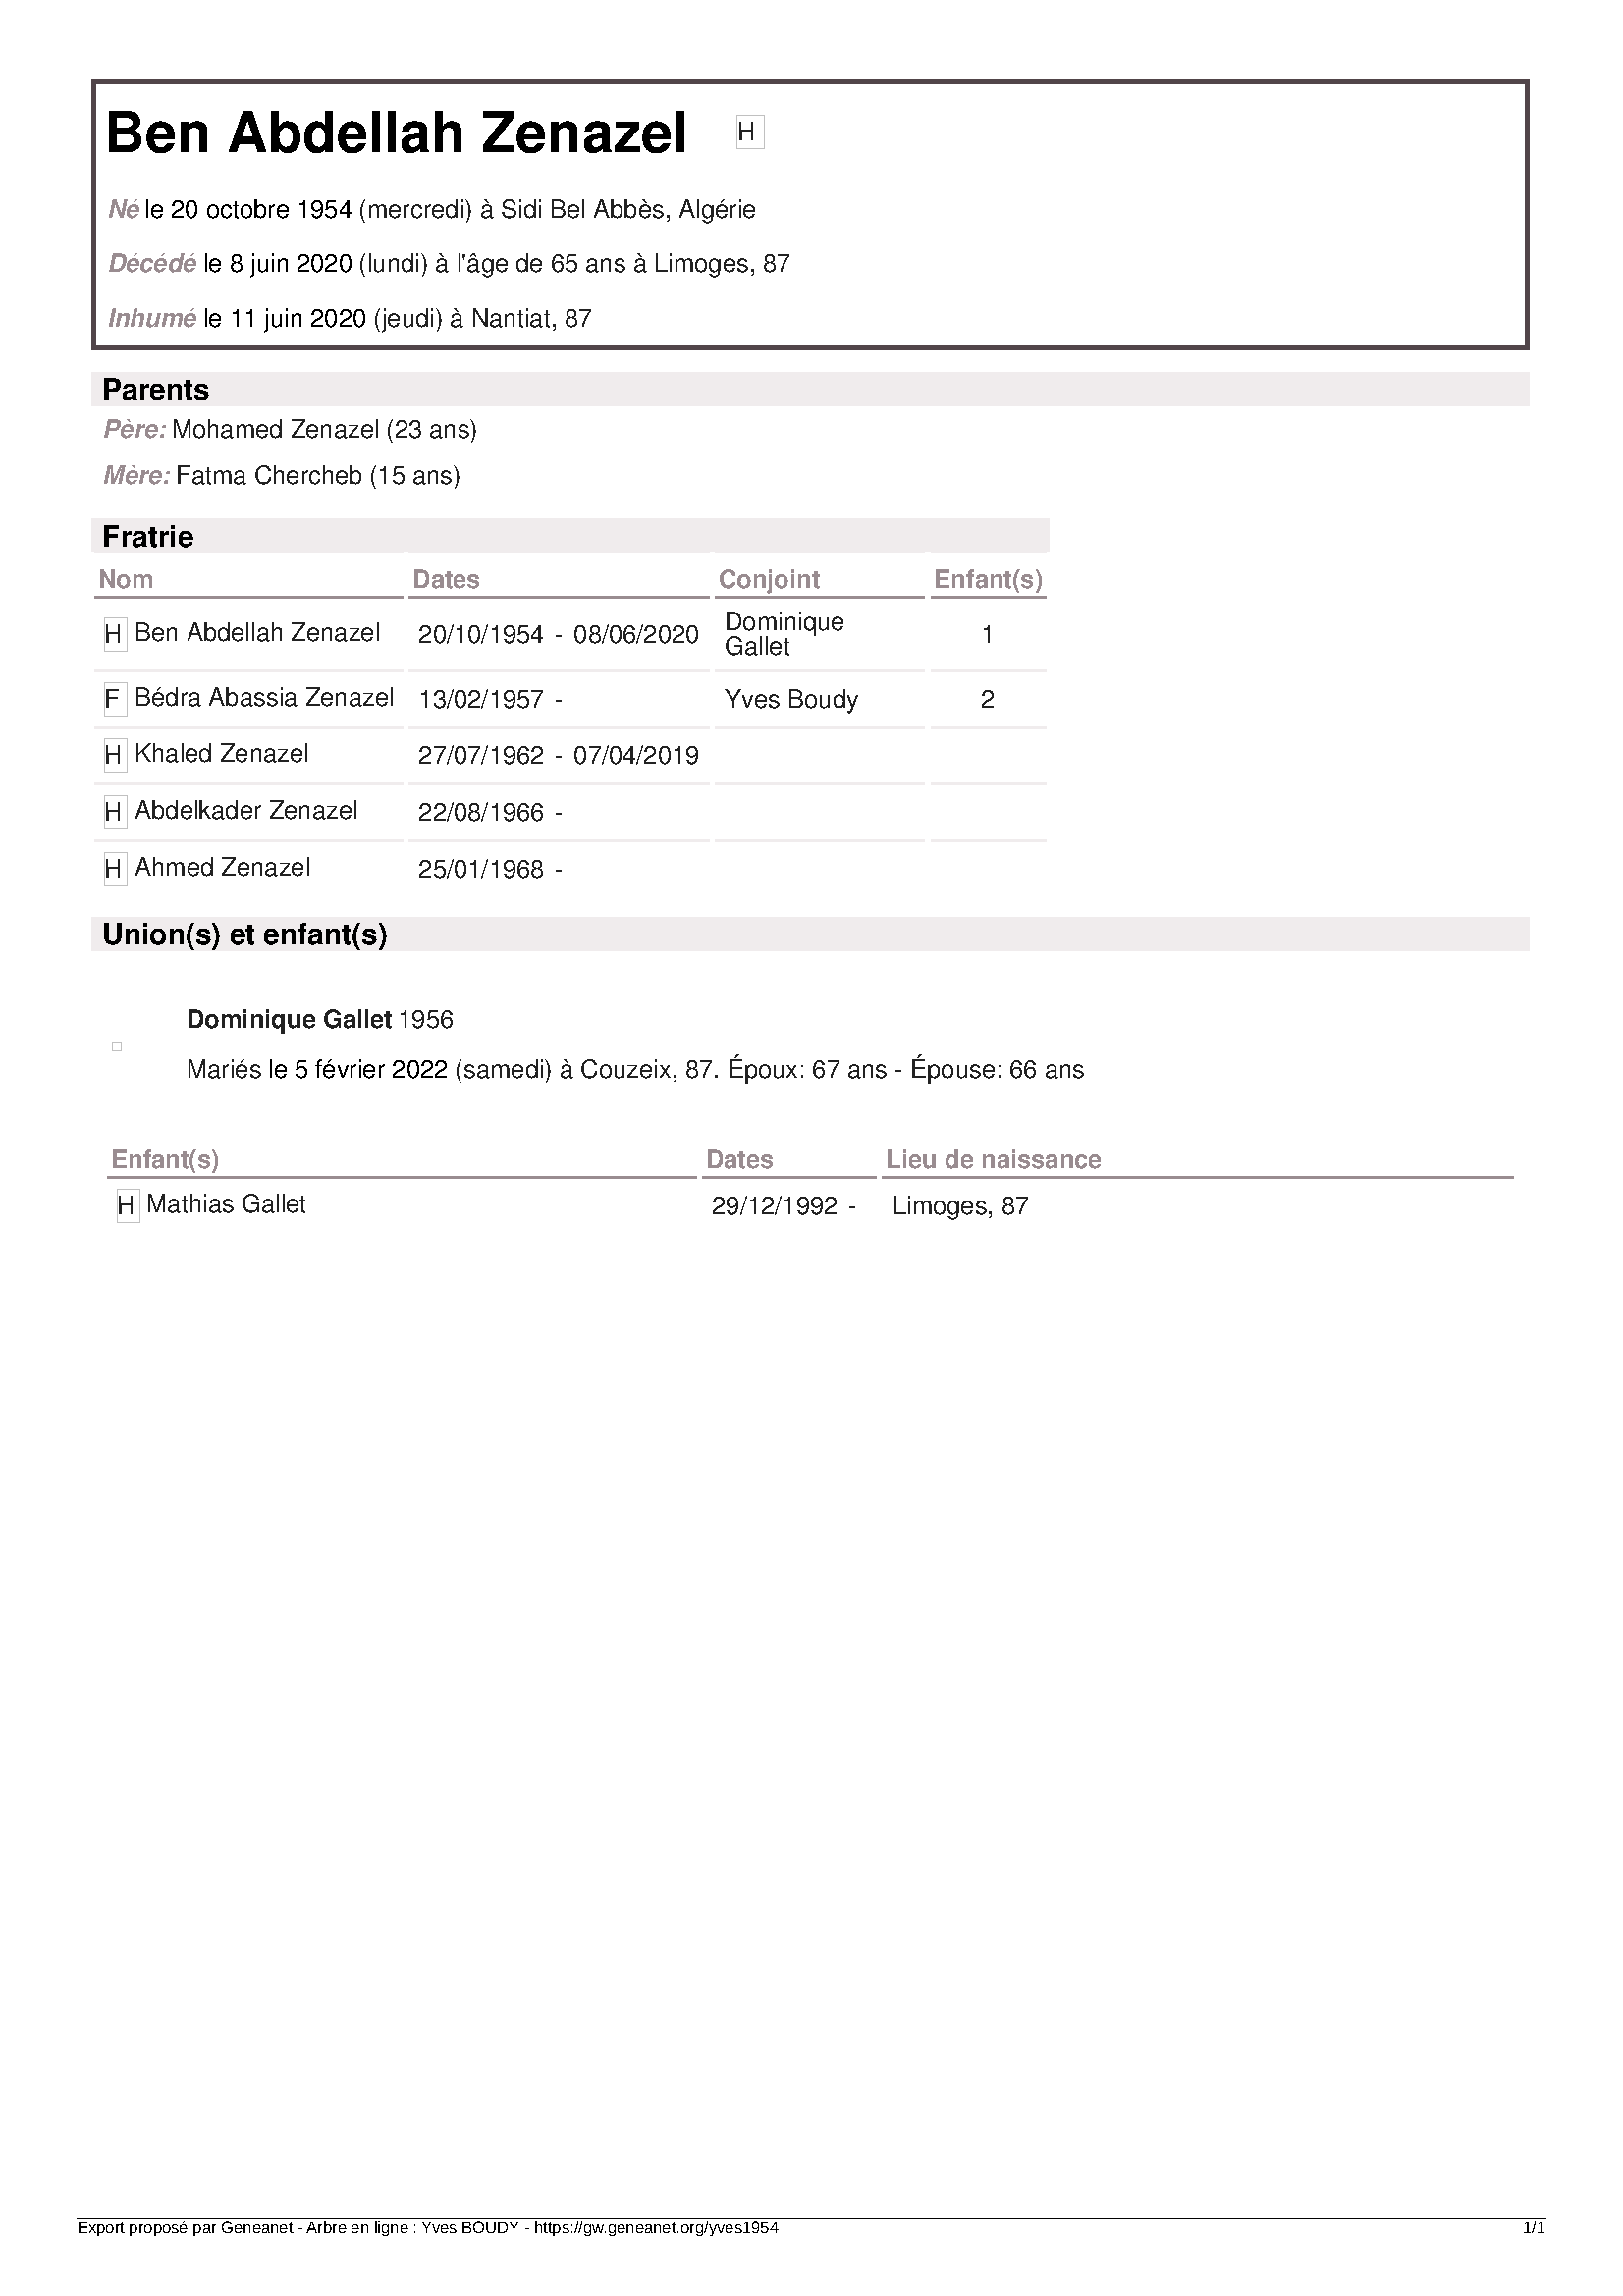 Ben Abdellah Zenazel H
Né le 20 octobre 1954 (mercredi) à Sidi Bel Abbès, Algérie
Décédé le 8 juin 2020 (lundi) à l'âge de 65 ans à Limoges, 87
Inhumé le 11 juin 2020 (jeudi) à Nantiat, 87
Parents
Père: Mohamed Zenazel (23 ans)
Mère: Fatma Chercheb (15 ans)
Fratrie
Nom Dates Conjoint Enfant(s)
H Ben Abdellah Zenazel 20/10/1954 - 08/06/2020 Dominique
Gallet 1
F Bédra Abassia Zenazel 13/02/1957 - Yves Boudy 2
H Khaled Zenazel 27/07/1962 - 07/04/2019
H Abdelkader Zenazel 22/08/1966 -
H Ahmed Zenazel 25/01/1968 -
Union(s) et enfant(s)
Dominique Gallet 1956
Mariés le 5 février 2022 (samedi) à Couzeix, 87. Époux: 67 ans - Épouse: 66 ans
Enfant(s) Dates Lieu de naissance
H Mathias Gallet 29/12/1992 - Limoges, 87
Export proposé par Geneanet - Arbre en ligne : Yves BOUDY - https://gw.geneanet.org/yves1954 1/1